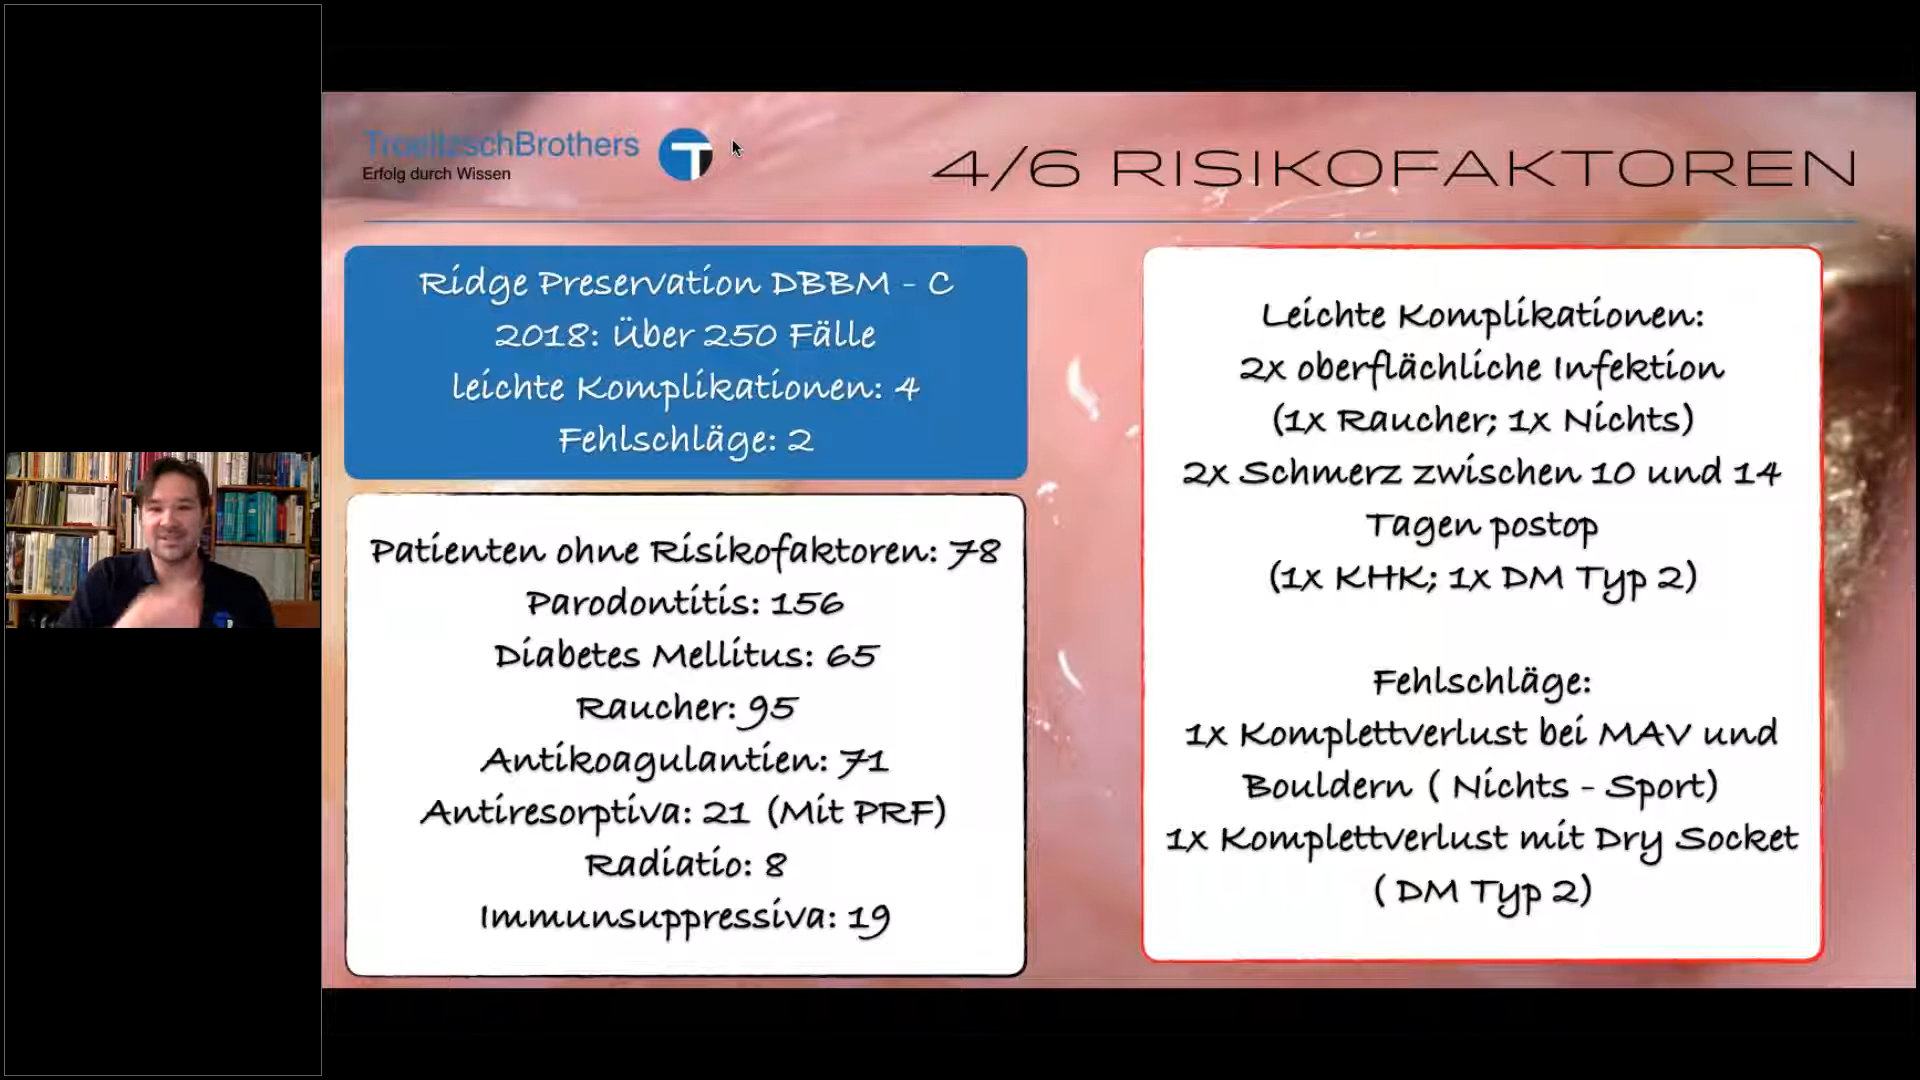 TroeltzschBrothers
Erfolg durch Wissen
4/6 RISIKOFAKTOREN
Ridge Preservation DBBM - C
2018: Über 250 Fälle
leichte Komplikationen: 4
Fehlschläge: 2
Patienten ohne Risikofaktoren: 78
Parodontitis: 156
Diabetes Mellitus: 65
Raucher: 95
Antikoagulantien: 71
Antiresorptiva: 21 (Mit PRF)
Radiatio: 8
Immunsuppressiva: 19
Leichte Komplikationen:
2x oberflächliche Infektion
(1x Raucher; 1x Nichts)
2x Schmerz zwischen 10 und 14
Tagen postop
(1x KHK; 1x DM Typ 2)
Fehlschläge:
1x Komplettverlust bei MAV und
Bouldern ( Nichts - Sport)
1x Komplettverlust mit Dry Socket
( DM Typ 2)